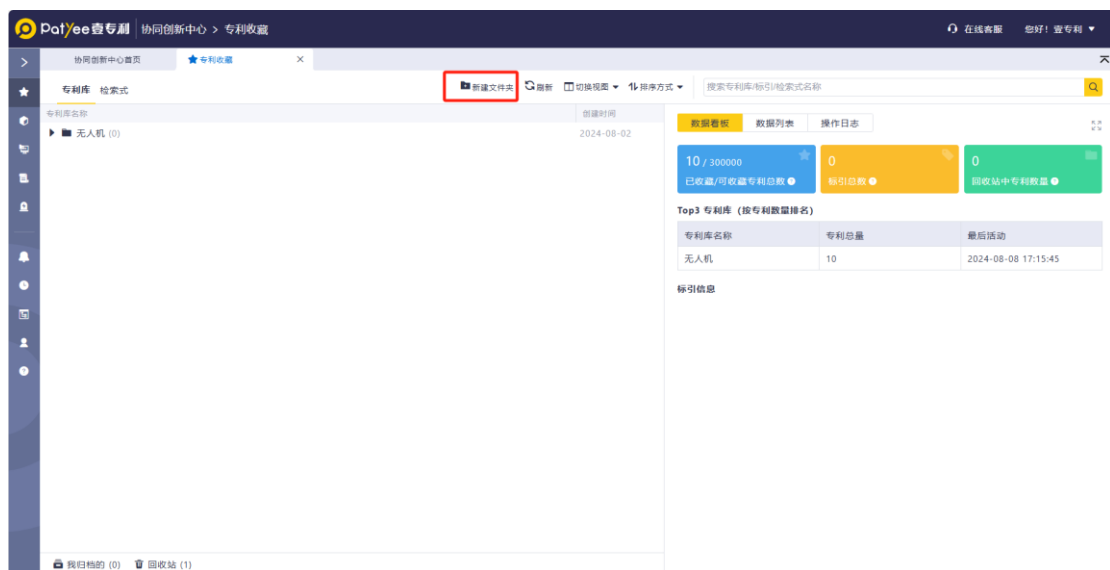 PatYee壹专利 协同创新中心 > 专利收藏 在线客服 您好！壹专利 ▼
协同创新中心首页 专利收藏 ×
专利库 检索式 新建文件夹 刷新 切换视图 ▼ 排序方式 ▼ 搜索专利库/标引/检索式名称
专利库名称 创建时间
无人机 (0) 2024-08-02
数据看板 数据列表 操作日志
10 / 300000 0 0
已收藏/可收藏专利总数 标引总数 回收站中专利数量
Top3 专利库 (按专利数量排名)
专利库名称 专利总量 最后活动
无人机 10 2024-08-08 17:15:45
标引信息
我归档的 (0) 回收站 (1)